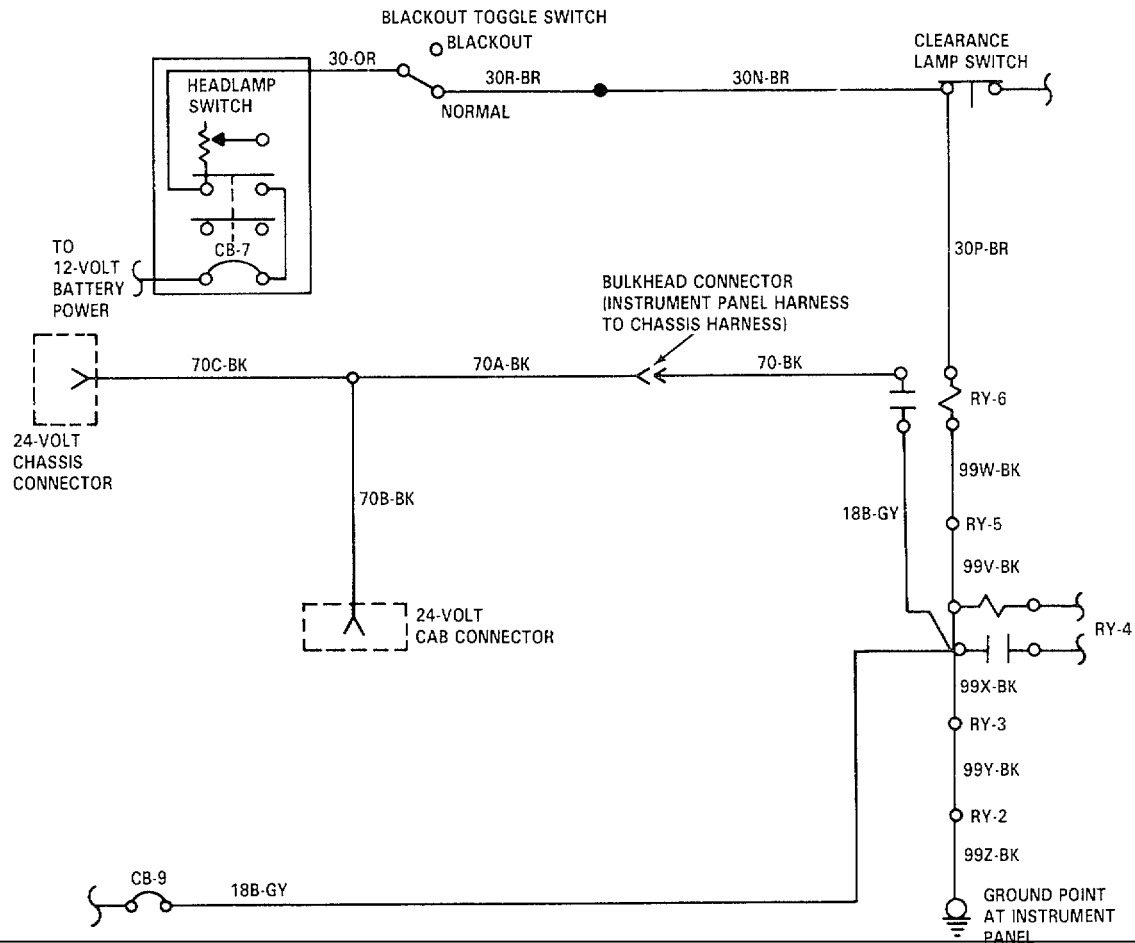 BLACKOUT TOGGLE SWITCH
BLACKOUT
30-OR
30R-BR
30N-BR
NORMAL
CLEARANCE
LAMP SWITCH
HEADLAMP
SWITCH
CB-7
TO
12-VOLT
BATTERY
POWER
30P-BR
BULKHEAD CONNECTOR
(INSTRUMENT PANEL HARNESS
TO CHASSIS HARNESS)
70C-BK
70A-BK
70-BK
RY-6
24-VOLT
CHASSIS
CONNECTOR
99W-BK
70B-BK
18B-GY
RY-5
99V-BK
24-VOLT
CAB CONNECTOR
RY-4
99X-BK
RY-3
99Y-BK
RY-2
99Z-BK
CB-9
18B-GY
GROUND POINT
AT INSTRUMENT
PANEL